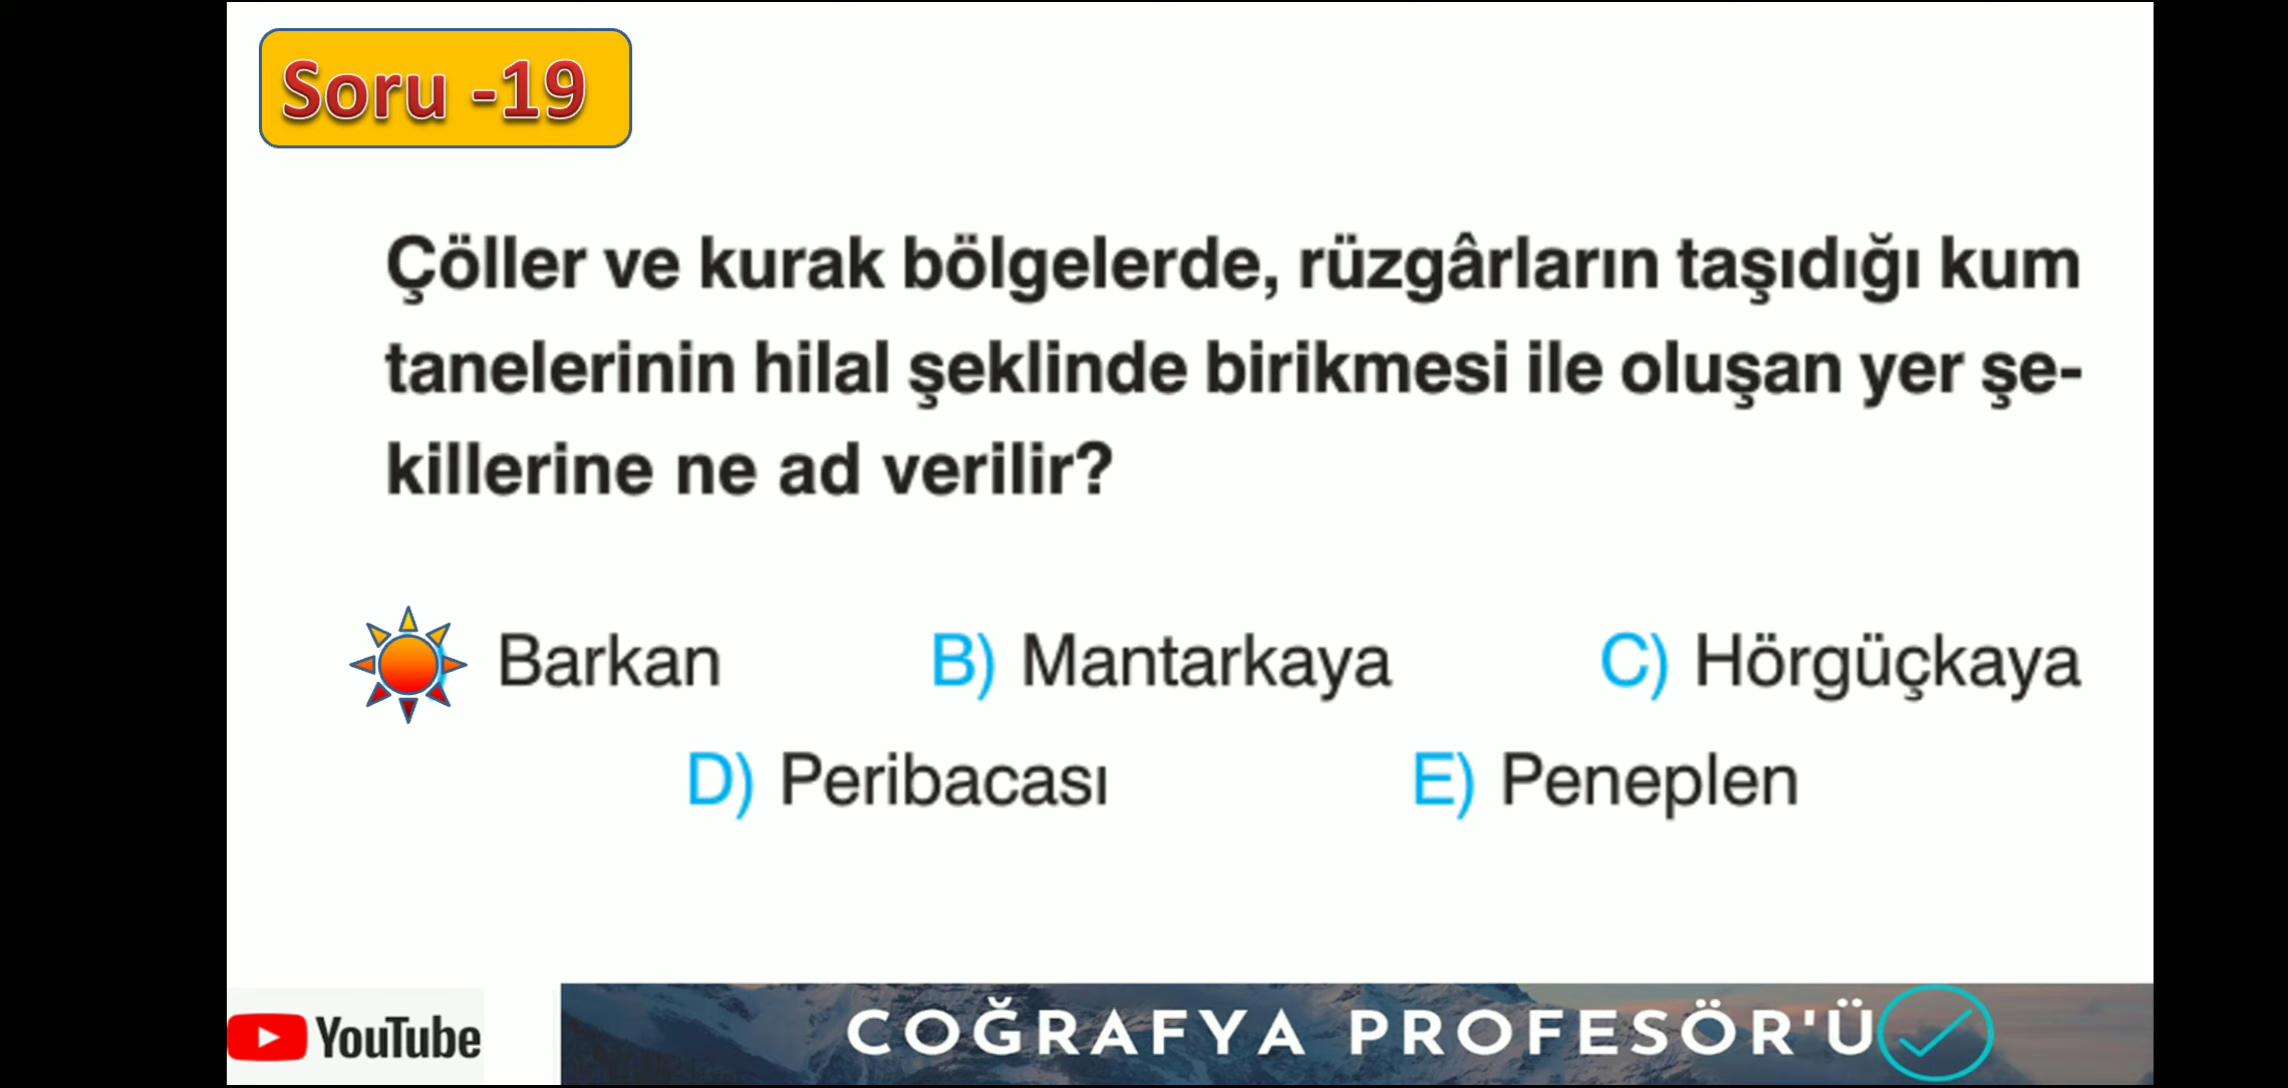 Soru -19
Çöller ve kurak bölgelerde, rüzgârların taşıdığı kum
tanelerinin hilal şeklinde birikmesi ile oluşan yer şe-
killerine ne ad verilir?
Barkan B) Mantarkaya C) Hörgüçkaya
D) Peribacası E) Peneplen
YouTube COĞRAFYA PROFESÖR'Ü